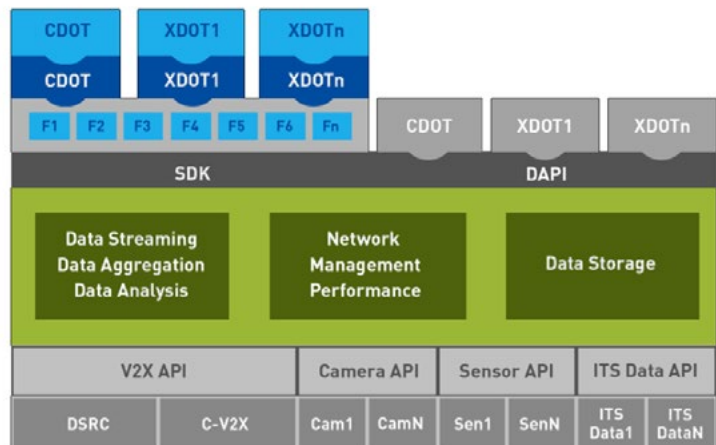 CDOT XDOT1 XDOTn
CDOT XDOT1 XDOTn
F1 F2 F3 F4 F5 F6 Fn
CDOT XDOT1 XDOTn
SDK DAPI
Data Streaming
Data Aggregation
Data Analysis
Network
Management
Performance
Data Storage
V2X API Camera API Sensor API ITS Data API
DSRC C-V2X Cam1 CamN Sen1 SenN
ITS
Data1
ITS
DataN